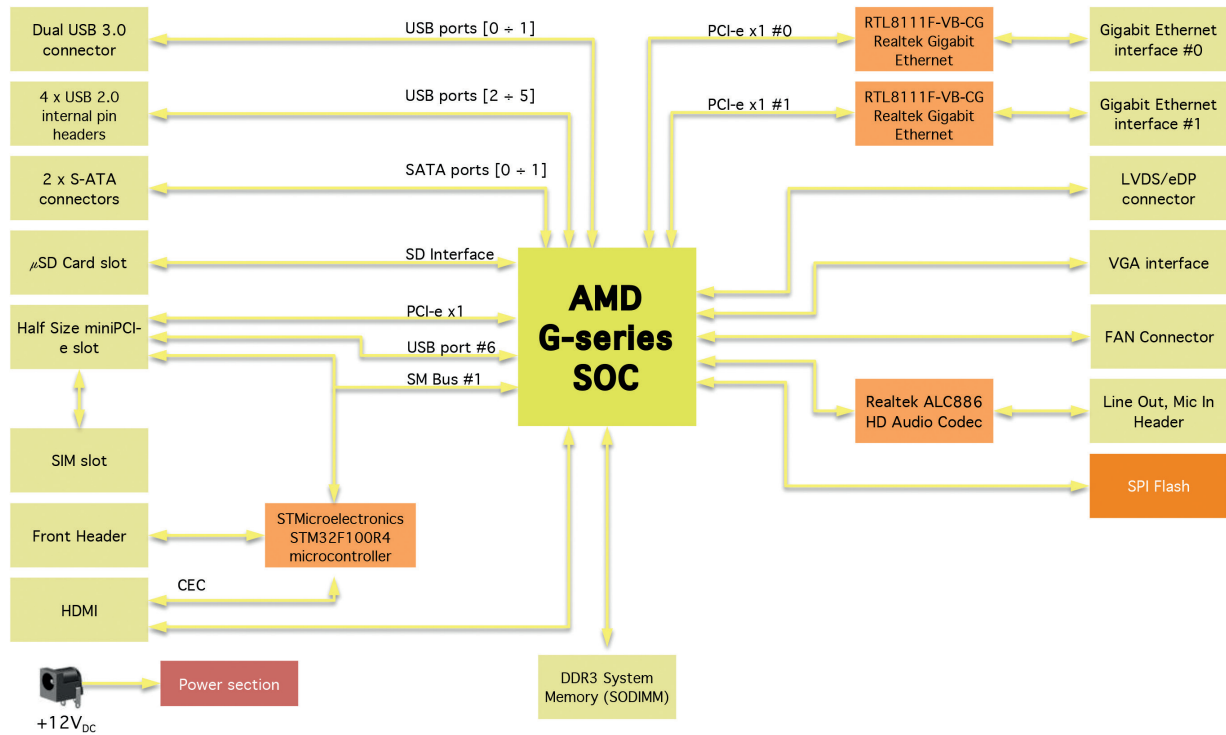 Dual USB 3.0
connector
USB ports [0 ÷ 1]
PCI-e x1 #0
RTL8111F-VB-CG
Realtek Gigabit
Ethernet
Gigabit Ethernet
interface #0
4 x USB 2.0
internal pin
headers
USB ports [2 ÷ 5]
PCI-e x1 #1
RTL8111F-VB-CG
Realtek Gigabit
Ethernet
Gigabit Ethernet
interface #1
2 x S-ATA
connectors
SATA ports [0 ÷ 1]
LVDS/eDP
connector
μSD Card slot
SD Interface
VGA interface
AMD
G-series
SOC
Half Size miniPCI-
e slot
PCI-e x1
USB port #6
SM Bus #1
FAN Connector
Realtek ALC886
HD Audio Codec
Line Out, Mic In
Header
SIM slot
SPI Flash
Front Header
STMicroelectronics
STM32F100R4
microcontroller
CEC
HDMI
DDR3 System
Memory (SODIMM)
Power section
+12VDC